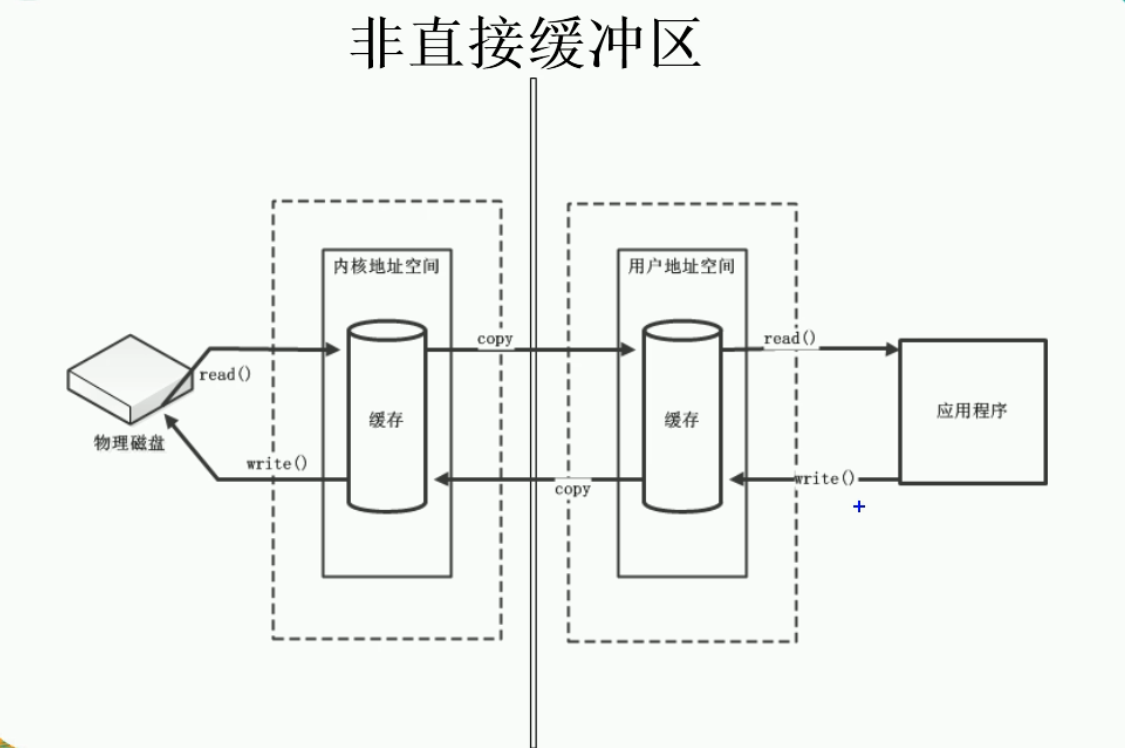 非直接缓冲区
内核地址空间
用户地址空间
copy
read()
read()
缓存
缓存
应用程序
物理磁盘
write()
copy
write()